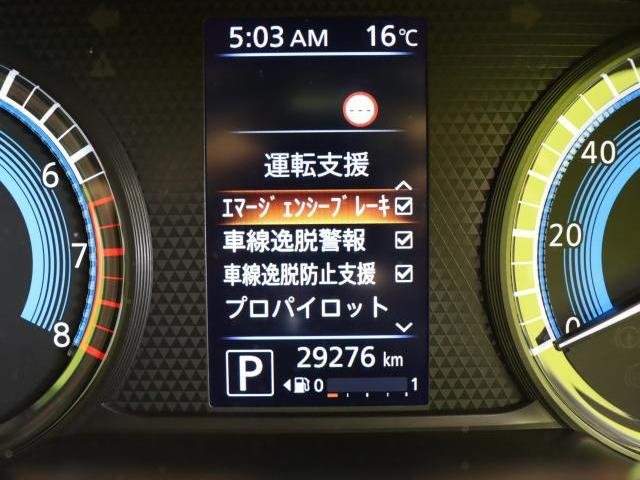 5:03 AM 16℃
運転支援
ｴﾏｰｼﾞｪﾝｼｰﾌﾞﾚｰｷ
車線逸脱警報
車線逸脱防止支援
プロパイロット
P 29276 km
0 1
6
7
8
40
20
0